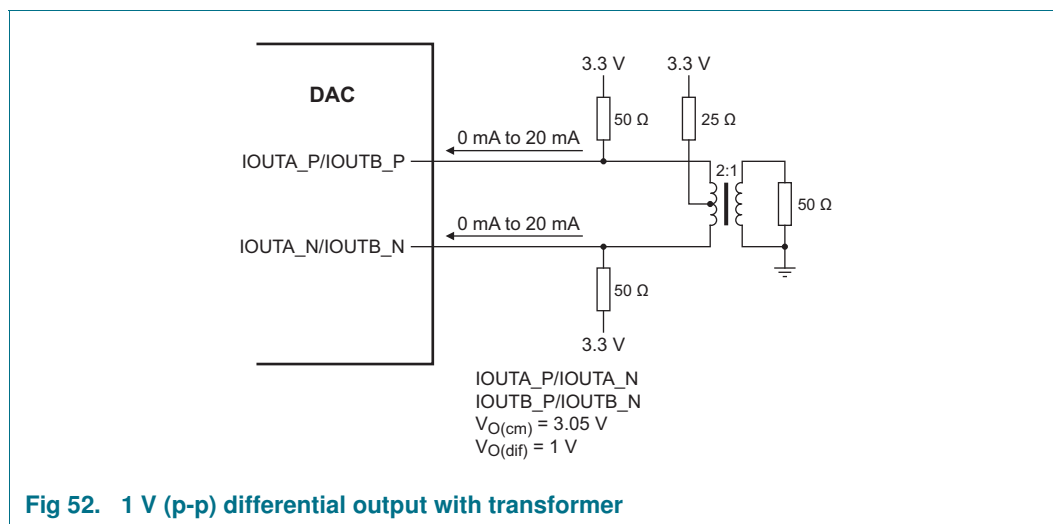 DAC
3.3 V
3.3 V
50 Ω
25 Ω
0 mA to 20 mA
IOUTA_P/IOUTB_P
2:1
50 Ω
0 mA to 20 mA
IOUTA_N/IOUTB_N
50 Ω
3.3 V
IOUTA_P/IOUTA_N
IOUTB_P/IOUTB_N
VO(cm) = 3.05 V
VO(dif) = 1 V
Fig 52. 1 V (p-p) differential output with transformer